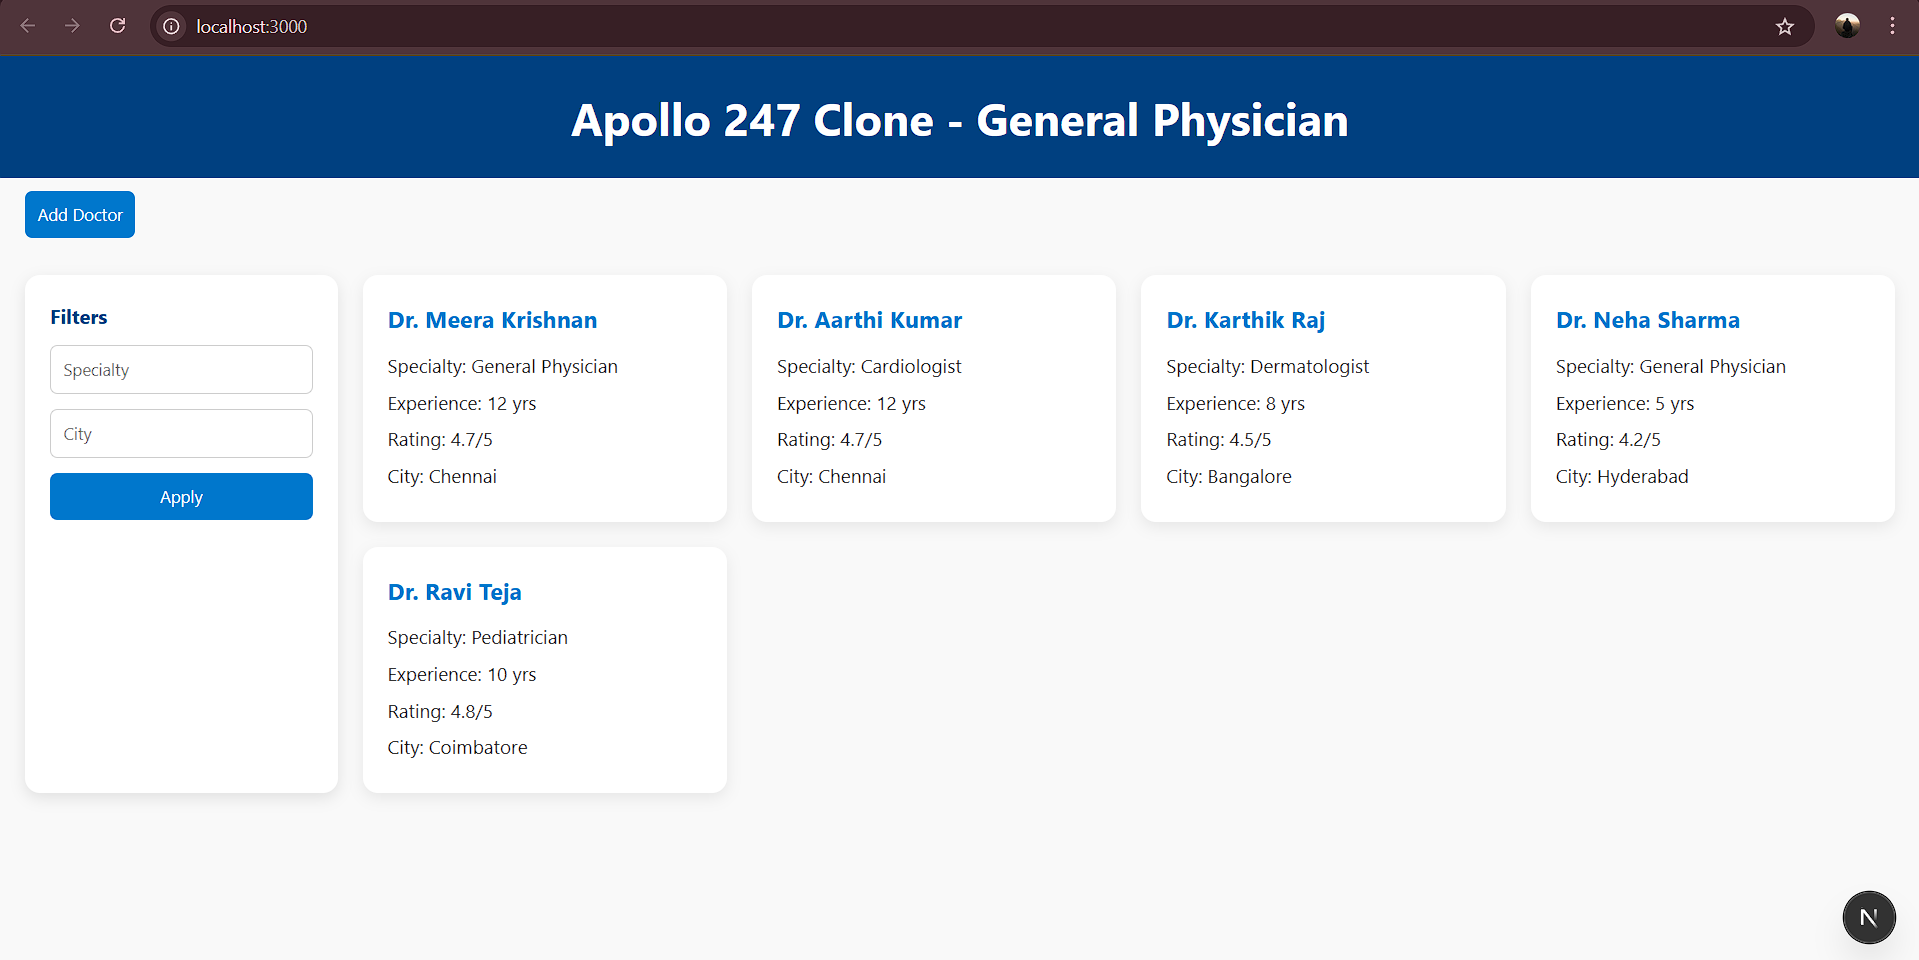 localhost:3000
Apollo 247 Clone - General Physician
Add Doctor
Filters
Specialty
City
Apply
Dr. Meera Krishnan
Specialty: General Physician
Experience: 12 yrs
Rating: 4.7/5
City: Chennai
Dr. Aarthi Kumar
Specialty: Cardiologist
Experience: 12 yrs
Rating: 4.7/5
City: Chennai
Dr. Karthik Raj
Specialty: Dermatologist
Experience: 8 yrs
Rating: 4.5/5
City: Bangalore
Dr. Neha Sharma
Specialty: General Physician
Experience: 5 yrs
Rating: 4.2/5
City: Hyderabad
Dr. Ravi Teja
Specialty: Pediatrician
Experience: 10 yrs
Rating: 4.8/5
City: Coimbatore
N